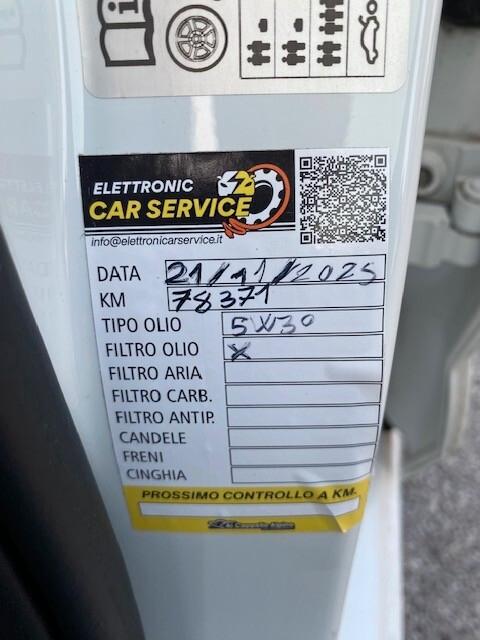 ELETTRONIC
CAR SERVICE
info@elettronicarservice.it
DATA 21/11/2025
KM 78371
TIPO OLIO 5W30
FILTRO OLIO X
FILTRO ARIA
FILTRO CARB.
FILTRO ANTIP.
CANDELE
FRENI
CINGHIA
PROSSIMO CONTROLLO A KM.